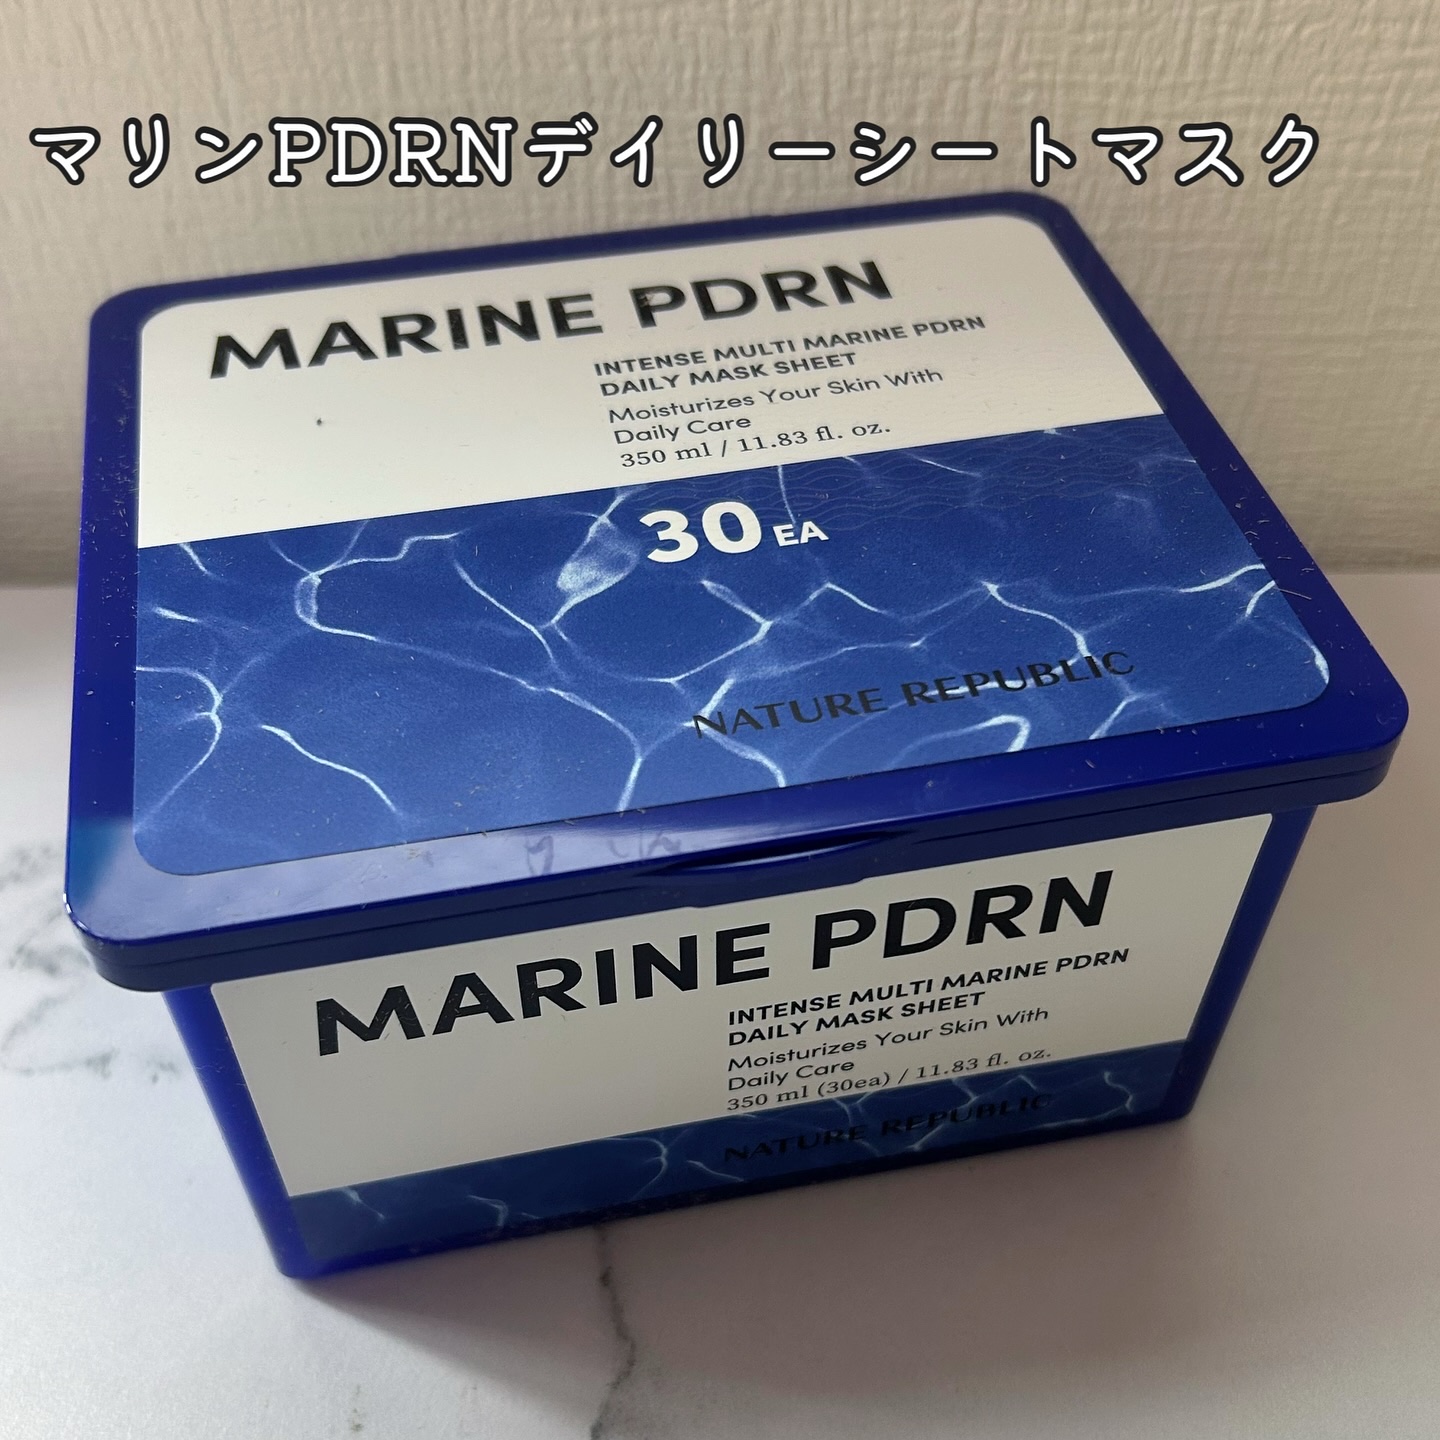 マリンPDRNデイリーシートマスク
MARINE PDRN
INTENSE MULTI MARINE PDRN
DAILY MASK SHEET
Moisturizes Your Skin With
Daily Care
350 ml / 11.83 fl. oz.
30 EA
NATURE REPUBLIC
MARINE PDRN
INTENSE MULTI MARINE PDRN
DAILY MASK SHEET
Moisturizes Your Skin With
Daily Care
350 ml (30ea) / 11.83 fl. oz.
NATURE REPUBLIC